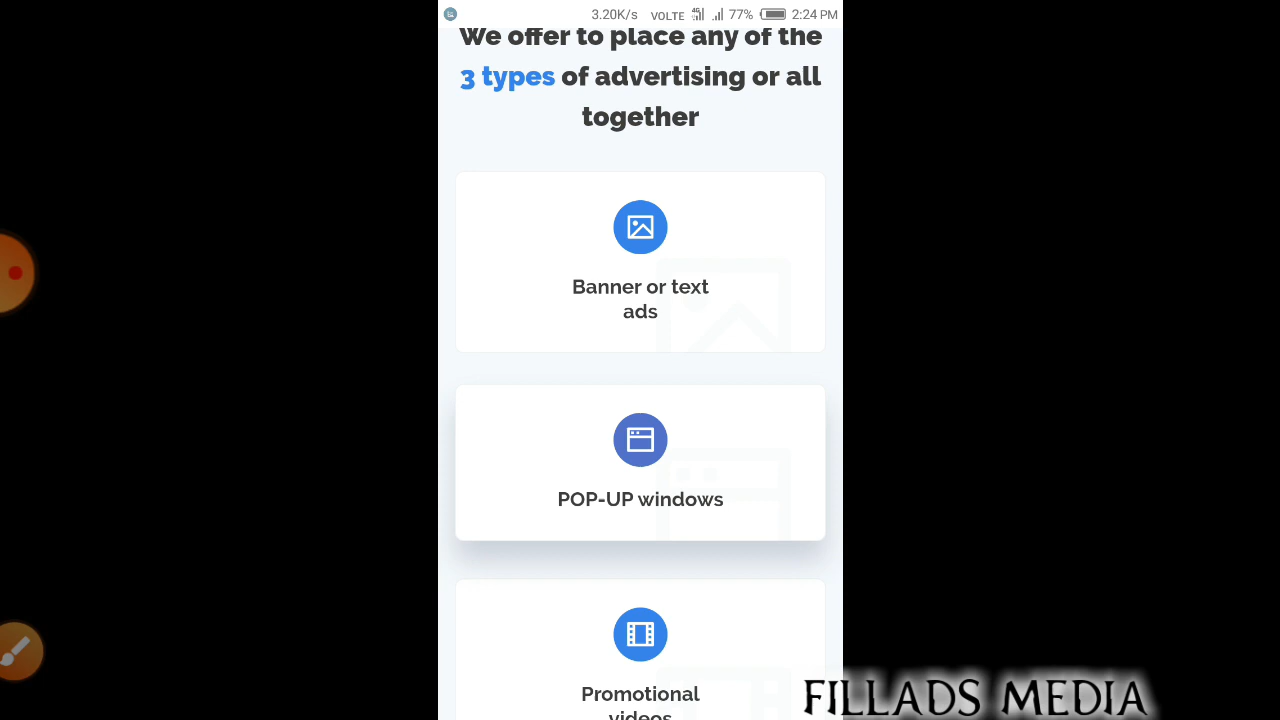 3.20K/s VOLTE 4G 77% 2:24 PM
We offer to place any of the
3 types of advertising or all
together
Banner or text
ads
POP-UP windows
Promotional
videos
FILLADS MEDIA